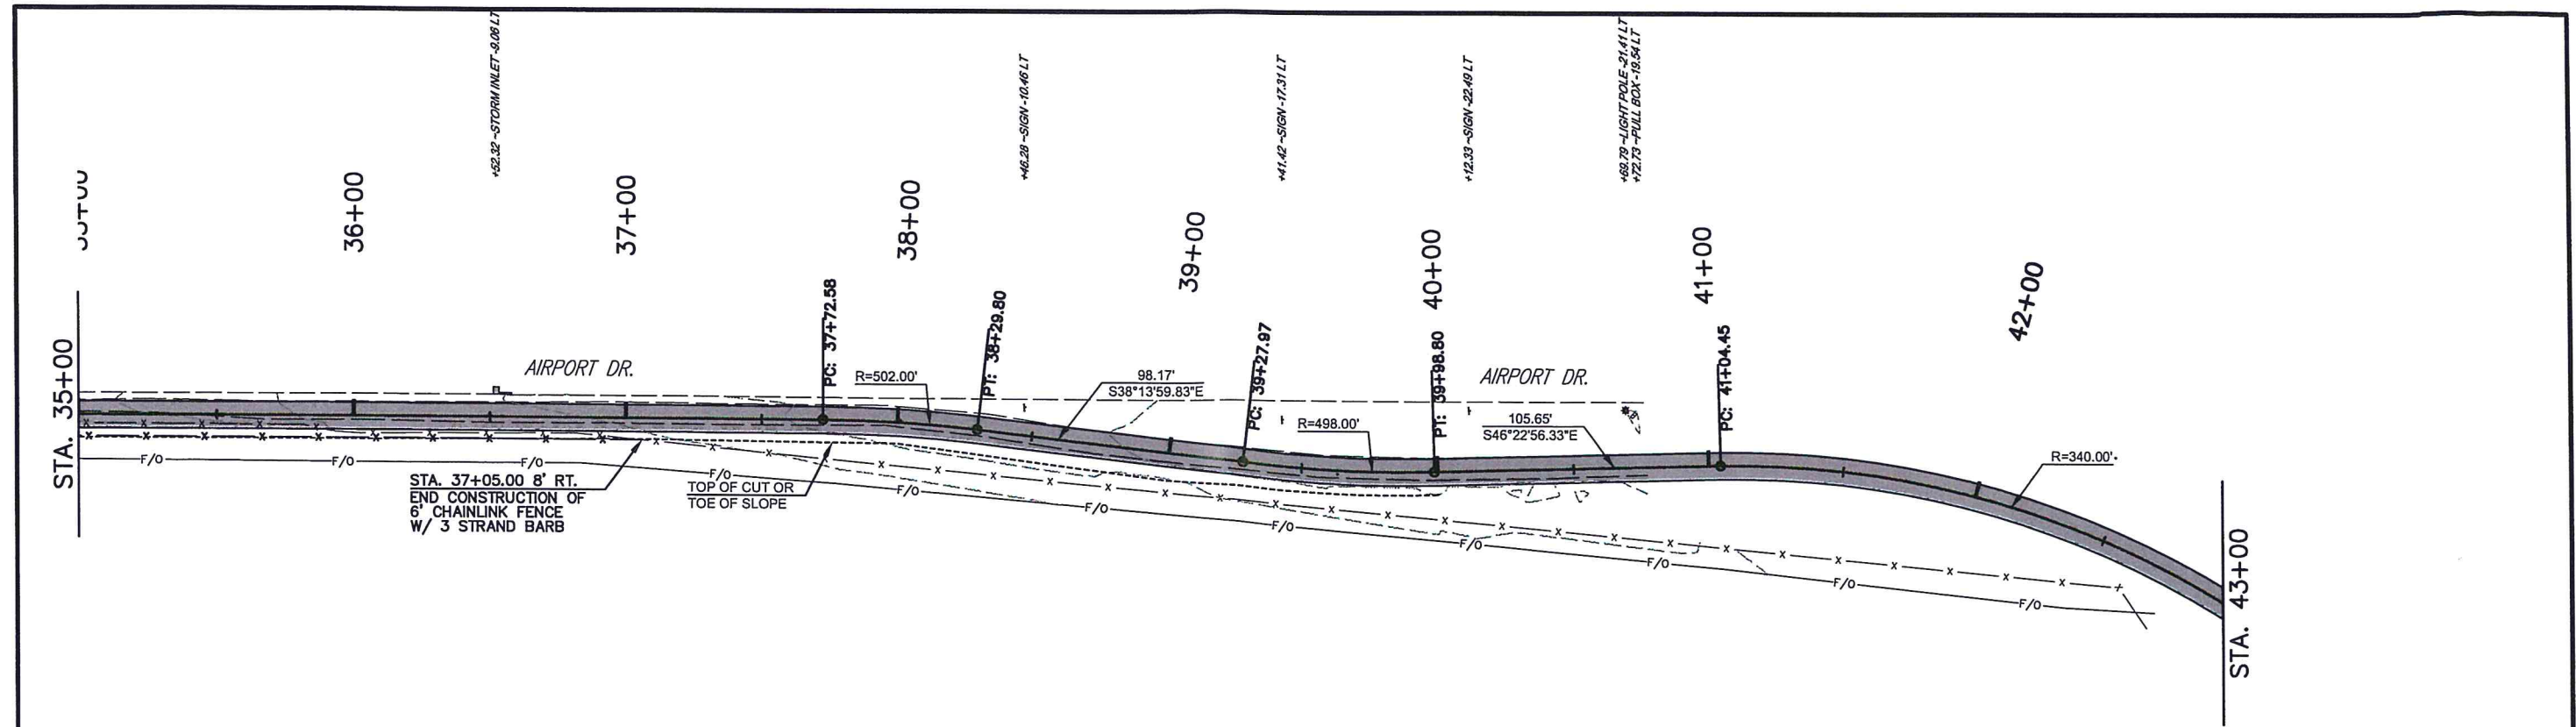 +52.32 -STORM INLET -9.06 LT
+46.28 -SIGN -10.46 LT
+41.42 -SIGN -17.31 LT
+12.33 -SIGN -22.49 LT
+69.79 -LIGHT POLE -21.41 LT
+72.73 -PULL BOX -19.54 LT
35+00
36+00
37+00
38+00
39+00
40+00
41+00
42+00
STA. 35+00
AIRPORT DR.
PC: 37+72.58
R=502.00'
PT: 38+29.80
98.17'
S38°13'59.83"E
PC: 39+27.97
R=498.00'
PT: 39+98.80
AIRPORT DR.
105.65'
S46°22'56.33"E
PC: 41+04.45
R=340.00'
STA. 43+00
STA. 37+05.00 8' RT.
END CONSTRUCTION OF
6' CHAINLINK FENCE
W/ 3 STRAND BARB
TOP OF CUT OR
TOE OF SLOPE
F/O
F/O
F/O
F/O
F/O
F/O
F/O
F/O
F/O
F/O
F/O